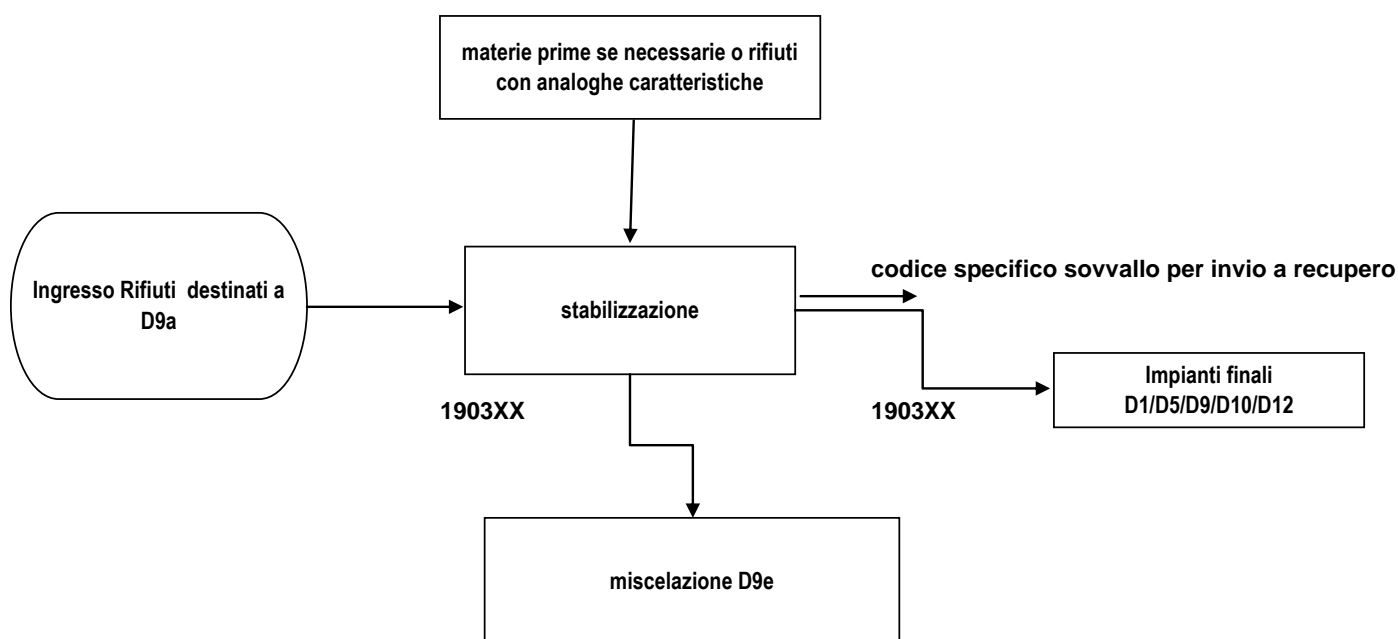 materie prime se necessarie o rifiuti
con analoghe caratteristiche
Ingresso Rifiuti destinati a
D9a
stabilizzazione
codice specifico sovvallo per invio a recupero
1903XX
1903XX
Impianti finali
D1/D5/D9/D10/D12
miscelazione D9e